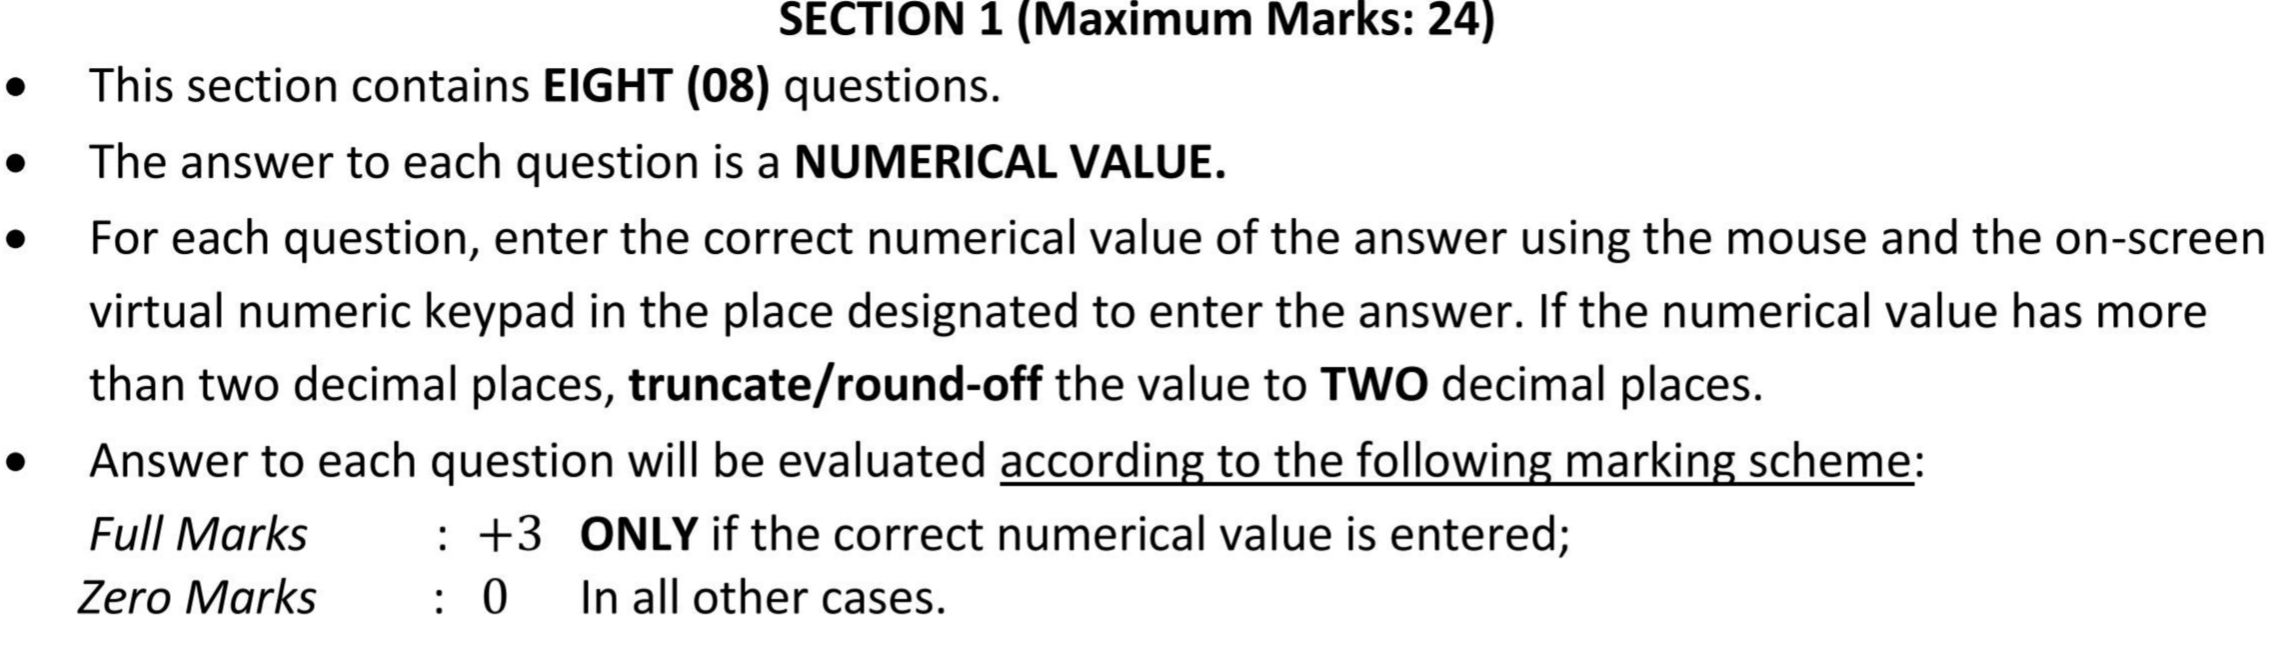 SECTION 1 (Maximum Marks: 24)
• This section contains EIGHT (08) questions.
• The answer to each question is a NUMERICAL VALUE.
• For each question, enter the correct numerical value of the answer using the mouse and the on-screen
virtual numeric keypad in the place designated to enter the answer. If the numerical value has more
than two decimal places, truncate/round-off the value to TWO decimal places.
• Answer to each question will be evaluated according to the following marking scheme:
Full Marks : +3 ONLY if the correct numerical value is entered;
Zero Marks : 0 In all other cases.